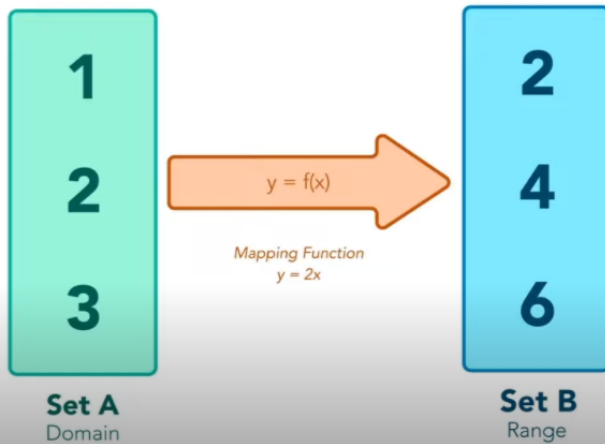 1
2
3
y = f(x)
Mapping Function
y = 2x
2
4
6
Set A
Domain
Set B
Range